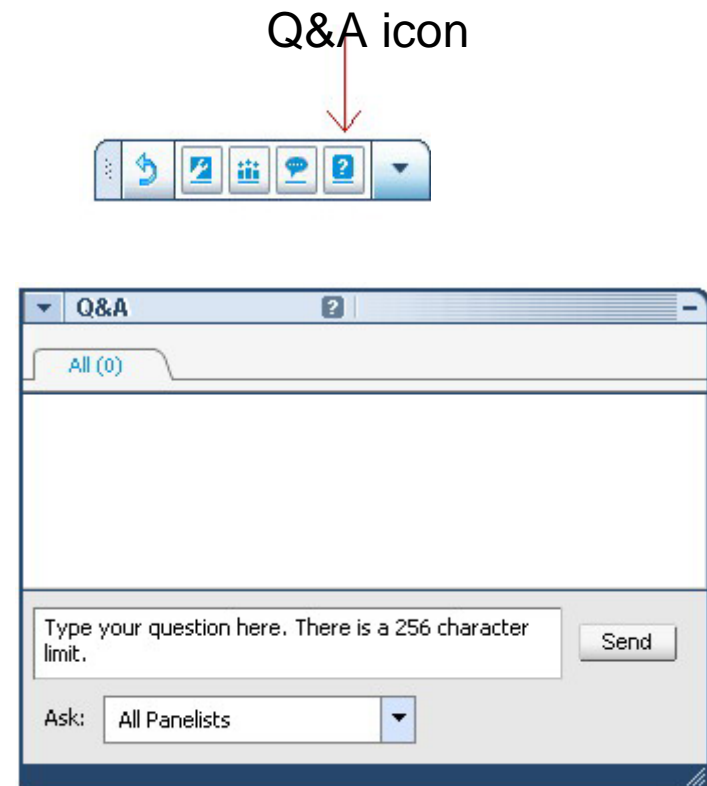 Q&A icon
?
Q&A ?
All (0)
Type your question here. There is a 256 character
limit.
Send
Ask: All Panelists